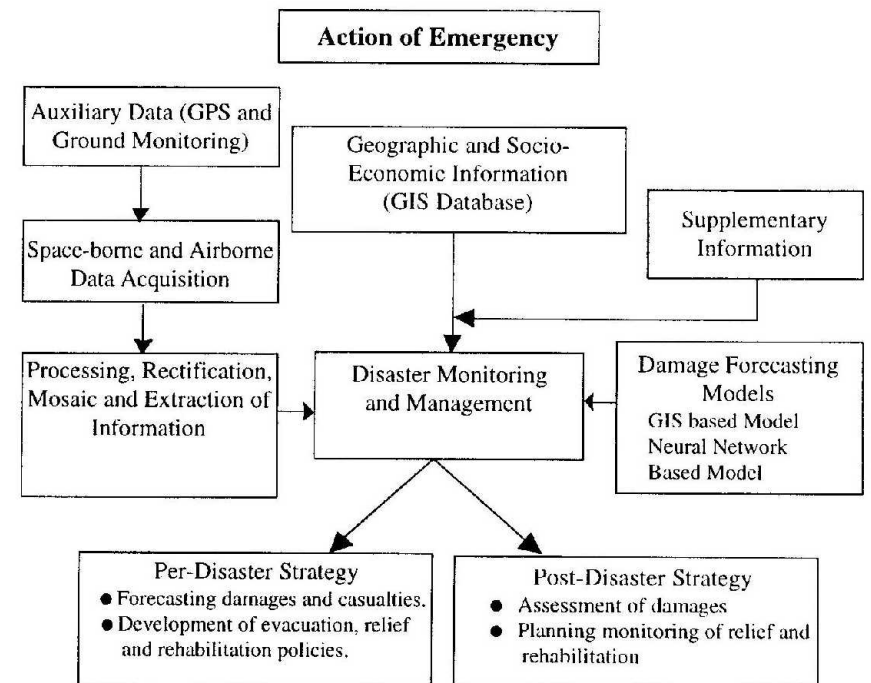 Action of Emergency
Auxiliary Data (GPS and
Ground Monitoring)
Geographic and Socio-
Economic Information
(GIS Database)
Supplementary
Information
Space-borne and Airborne
Data Acquisition
Processing, Rectification,
Mosaic and Extraction of
Information
Disaster Monitoring
and Management
Damage Forecasting
Models
GIS based Model
Neural Network
Based Model
Per-Disaster Strategy
● Forecasting damages and casualties.
● Development of evacuation, relief
and rehabilitation policies.
Post-Disaster Strategy
● Assessment of damages
● Planning monitoring of relief and
rehabilitation